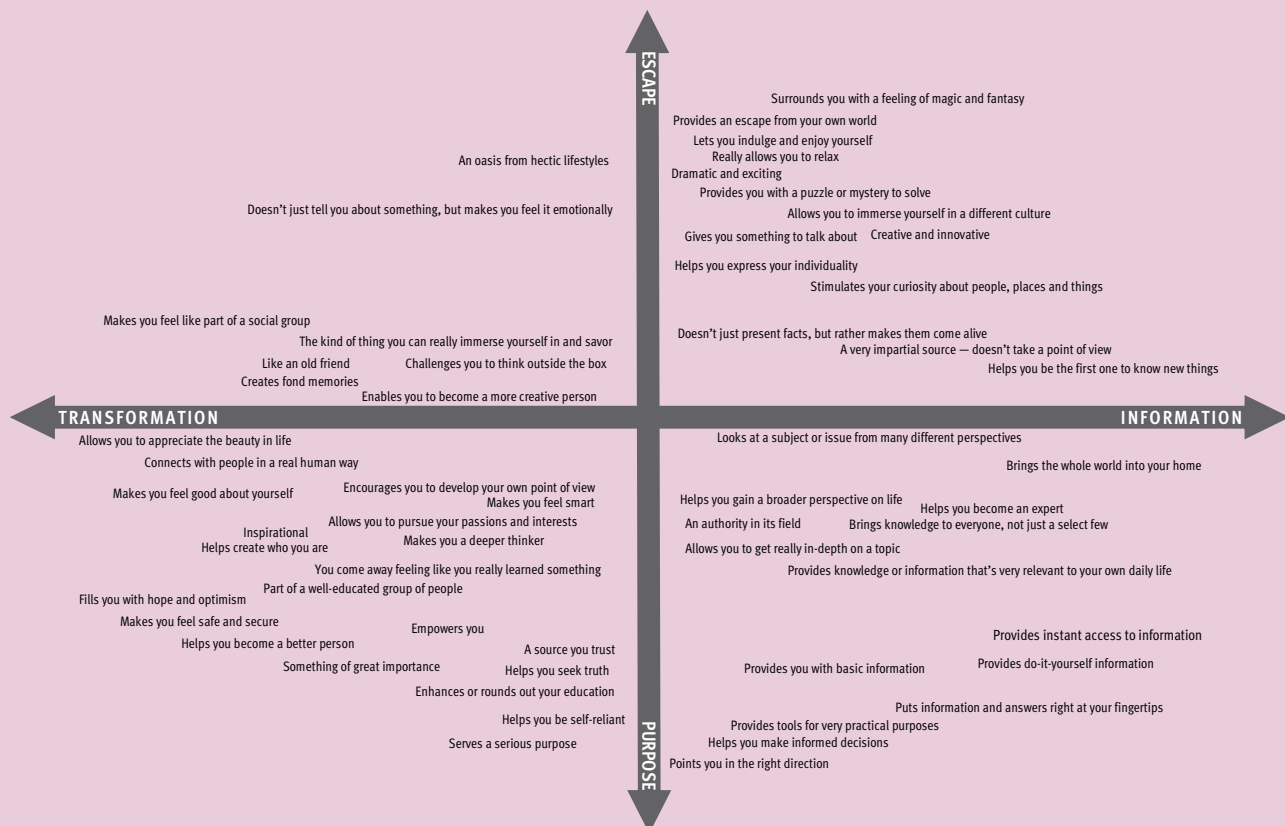 ESCAPE
Surrounds you with a feeling of magic and fantasy
Provides an escape from your own world
Lets you indulge and enjoy yourself
Really allows you to relax
An oasis from hectic lifestyles
Dramatic and exciting
Provides you with a puzzle or mystery to solve
Doesn’t just tell you about something, but makes you feel it emotionally
Allows you to immerse yourself in a different culture
Gives you something to talk about
Creative and innovative
Helps you express your individuality
Stimulates your curiosity about people, places and things
Makes you feel like part of a social group
Doesn’t just present facts, but rather makes them come alive
The kind of thing you can really immerse yourself in and savor
A very impartial source — doesn’t take a point of view
Like an old friend
Challenges you to think outside the box
Helps you be the first one to know new things
Creates fond memories
Enables you to become a more creative person
TRANSFORMATION
INFORMATION
Allows you to appreciate the beauty in life
Looks at a subject or issue from many different perspectives
Connects with people in a real human way
Brings the whole world into your home
Makes you feel good about yourself
Encourages you to develop your own point of view
Makes you feel smart
Helps you gain a broader perspective on life
Helps you become an expert
Allows you to pursue your passions and interests
An authority in its field
Brings knowledge to everyone, not just a select few
Inspirational
Makes you a deeper thinker
Helps create who you are
Allows you to get really in-depth on a topic
You come away feeling like you really learned something
Provides knowledge or information that’s very relevant to your own daily life
Part of a well-educated group of people
Fills you with hope and optimism
Makes you feel safe and secure
Empowers you
Provides instant access to information
Helps you become a better person
A source you trust
Something of great importance
Helps you seek truth
Provides you with basic information
Provides do-it-yourself information
Enhances or rounds out your education
Puts information and answers right at your fingertips
Helps you be self-reliant
Provides tools for very practical purposes
Serves a serious purpose
Helps you make informed decisions
Points you in the right direction
PURPOSE